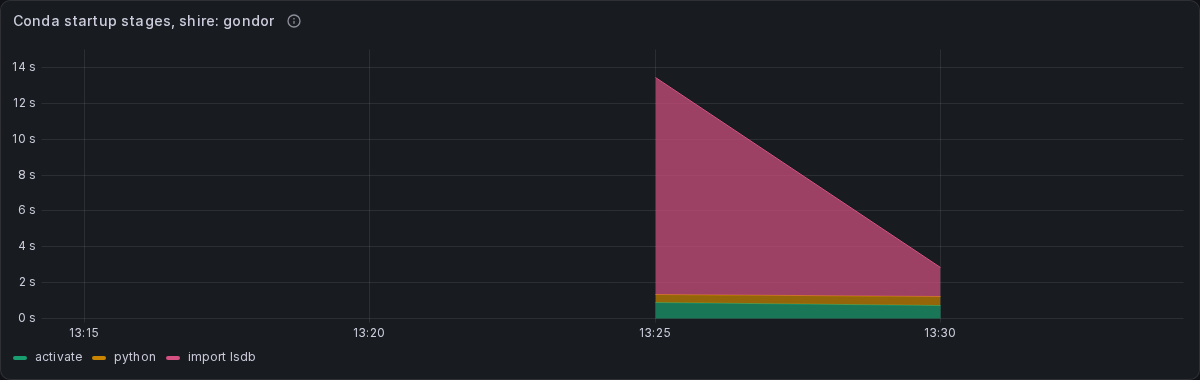 Conda startup stages, shire: gondor
14 s
12 s
10 s
8 s
6 s
4 s
2 s
0 s
13:15 13:20 13:25 13:30
activate python import lsdb